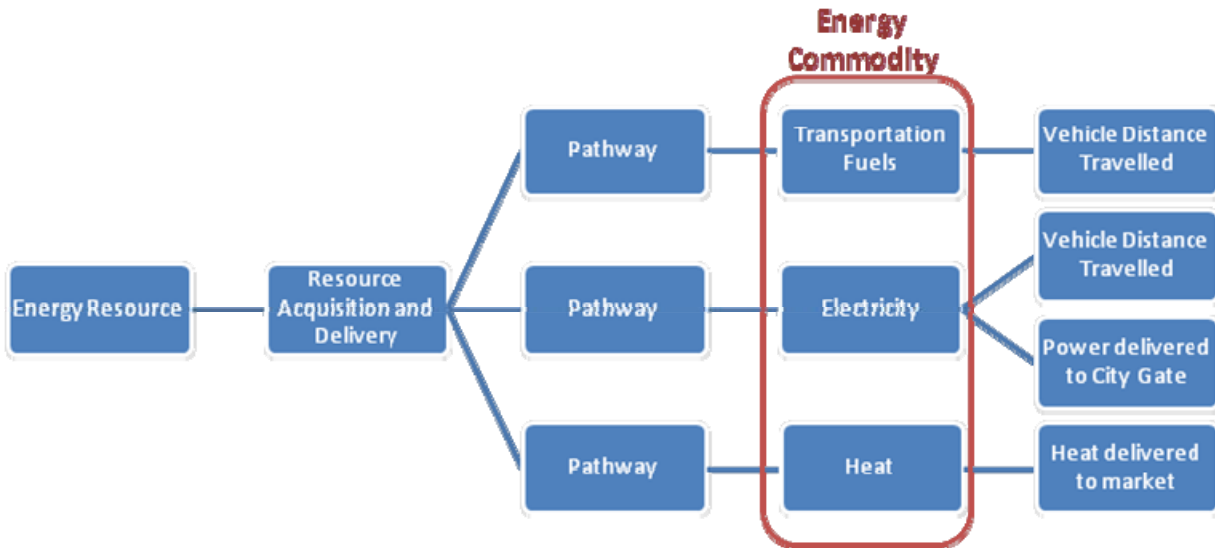 Energy
Commodity
Pathway
Transportation
Fuels
Vehicle Distance
Travelled
Vehicle Distance
Travelled
Energy Resource
Resource
Acquisition and
Delivery
Pathway
Electricity
Power delivered
to City Gate
Pathway
Heat
Heat delivered
to market